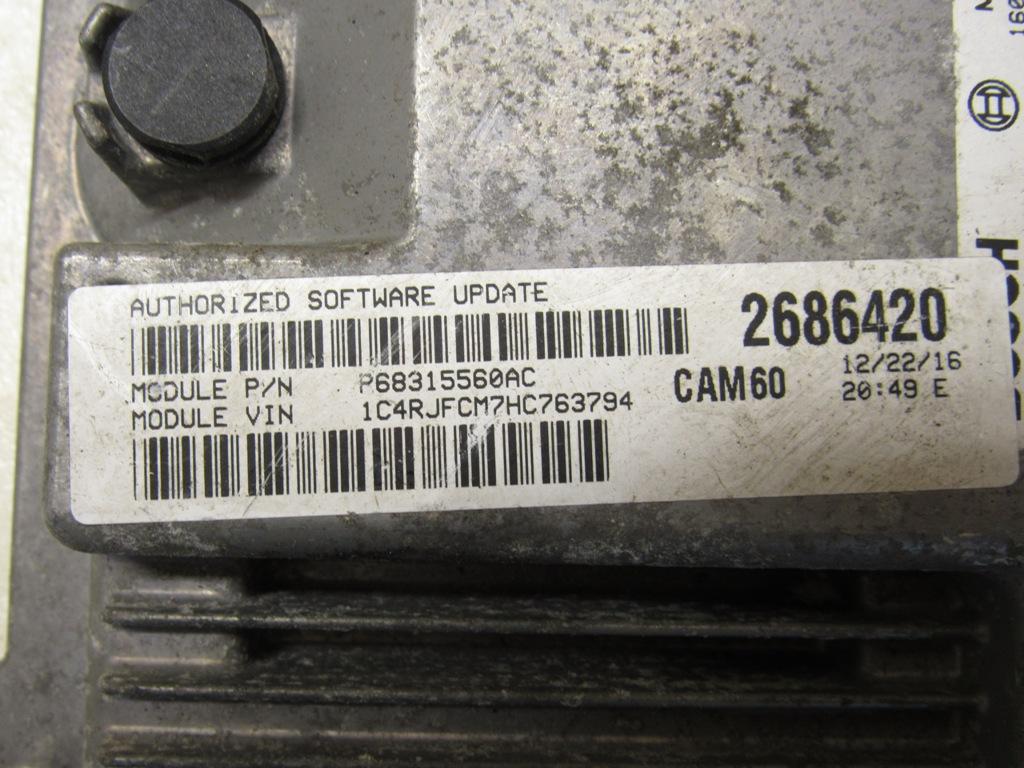 AUTHORIZED SOFTWARE UPDATE
2686420
MODULE P/N P68315560AC
CAM60
12/22/16
MODULE VIN 1C4RJFCM7HC763794
20:49 E